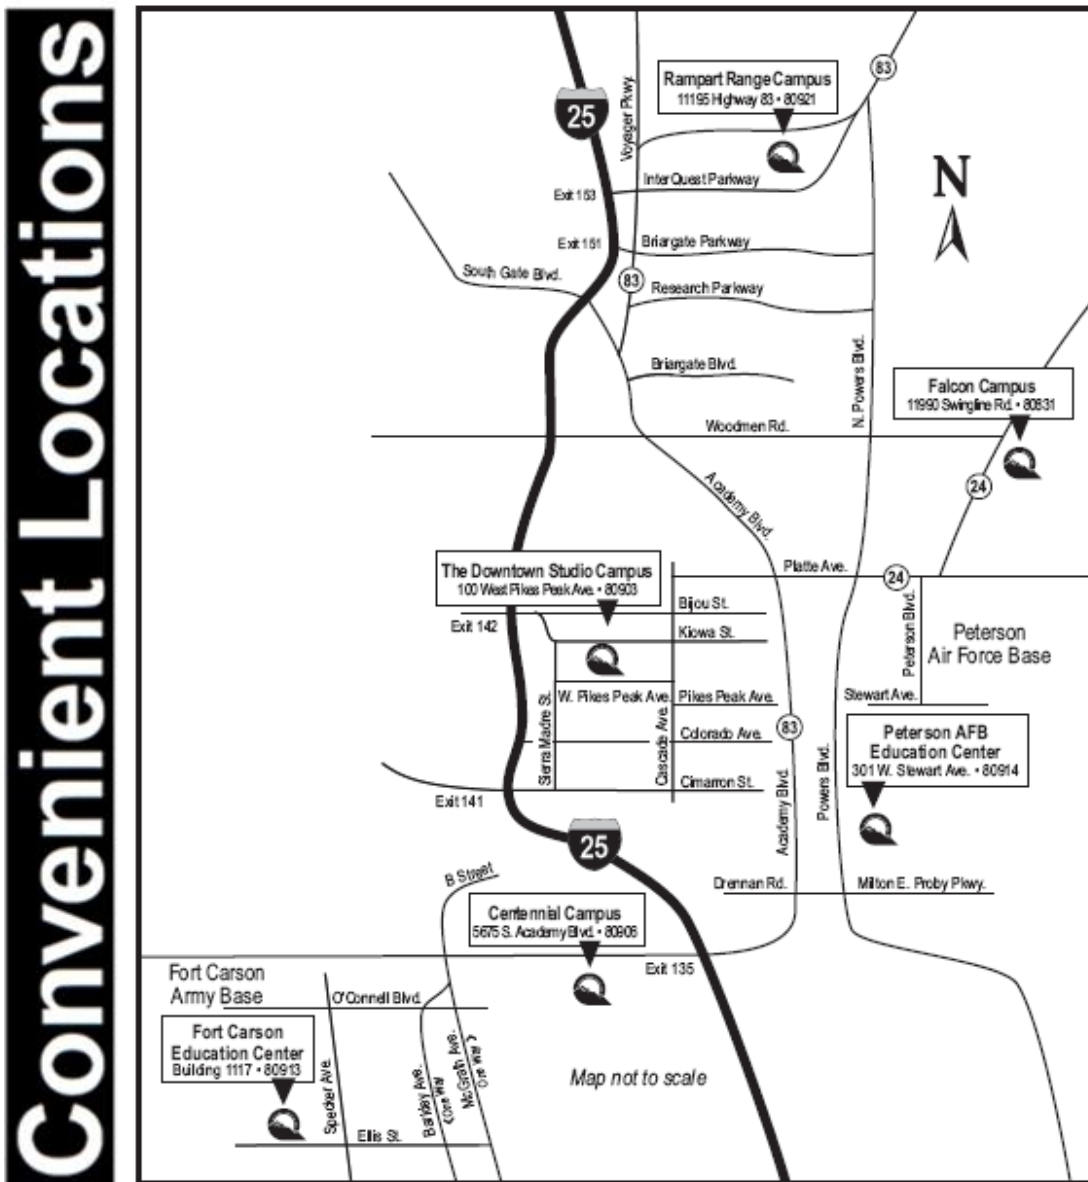 Convenient Locations
83
Rampart Range Campus
11195 Highway 83 • 80921
Voyager Pkwy.
25
N
InterQuest Parkway
Exit 153
Briargate Parkway
Exit 151
South Gate Blvd.
83
Research Parkway
Briargate Blvd.
N. Powers Blvd.
Falcon Campus
11990 Swingline Rd. • 80831
Woodmen Rd.
24
Academy Blvd.
The Downtown Studio Campus
100 West Pikes Peak Ave. • 80903
Platte Ave.
24
Bijou St.
Exit 142
Kiowa St.
Peterson Blvd.
Peterson
Air Force Base
W. Pikes Peak Ave.
Pikes Peak Ave.
Stewart Ave.
Sierra Madre St.
Cascade Ave.
Colorado Ave.
83
Peterson AFB
Education Center
301 W. Stewart Ave. • 80914
Cimarron St.
Exit 141
Academy Blvd.
Powers Blvd.
25
B Street
Drennan Rd.
Milton E. Proby Pkwy.
Centennial Campus
5675 S. Academy Blvd. • 80906
Exit 135
Fort Carson
Army Base
O'Connell Blvd.
Fort Carson
Education Center
Building 1117 • 80913
Specker Ave.
Barkley Ave.
One Way
McGrath Ave.
One Way
Map not to scale
Ellis St.